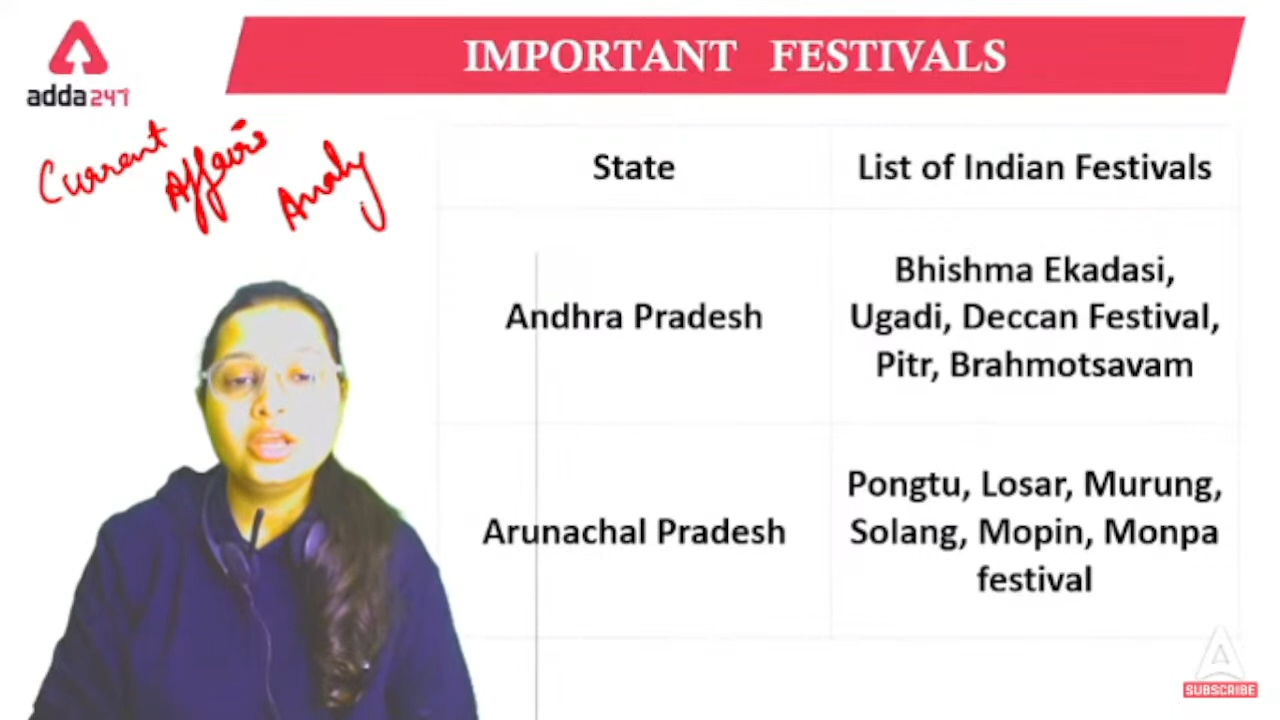 IMPORTANT FESTIVALS
adda247
Current Affairs Analy
State
List of Indian Festivals
Andhra Pradesh
Bhishma Ekadasi,
Ugadi, Deccan Festival,
Pitr, Brahmotsavam
Arunachal Pradesh
Pongtu, Losar, Murung,
Solang, Mopin, Monpa
festival
SUBSCRIBE